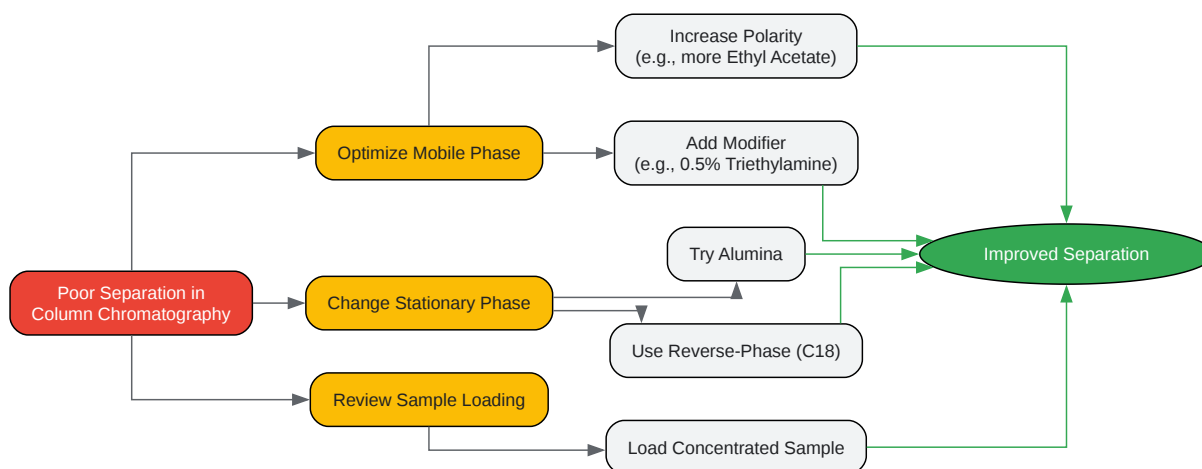 Increase Polarity
(e.g., more Ethyl Acetate)
Optimize Mobile Phase
Add Modifier
(e.g., 0.5% Triethylamine)
Try Alumina
Improved Separation
Poor Separation in
Column Chromatography
Change Stationary Phase
Use Reverse-Phase (C18)
Review Sample Loading
Load Concentrated Sample